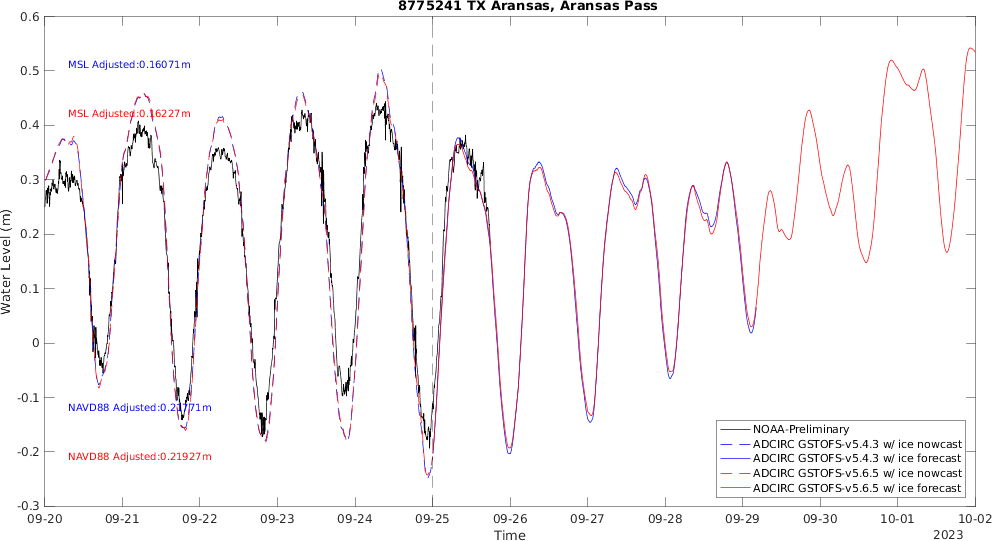 8775241 TX Aransas, Aransas Pass
0.6
0.5
0.4
0.3
0.2
0.1
0
-0.1
-0.2
-0.3
Water Level (m)
MSL Adjusted:0.16071m
MSL Adjusted:0.16227m
NAVD88 Adjusted:0.21771m
NAVD88 Adjusted:0.21927m
NOAA-Preliminary
ADCIRC GSTOFS-v5.4.3 w/ ice nowcast
ADCIRC GSTOFS-v5.4.3 w/ ice forecast
ADCIRC GSTOFS-v5.6.5 w/ ice nowcast
ADCIRC GSTOFS-v5.6.5 w/ ice forecast
09-20 09-21 09-22 09-23 09-24 09-25 09-26 09-27 09-28 09-29 09-30 10-01 10-02
Time
2023